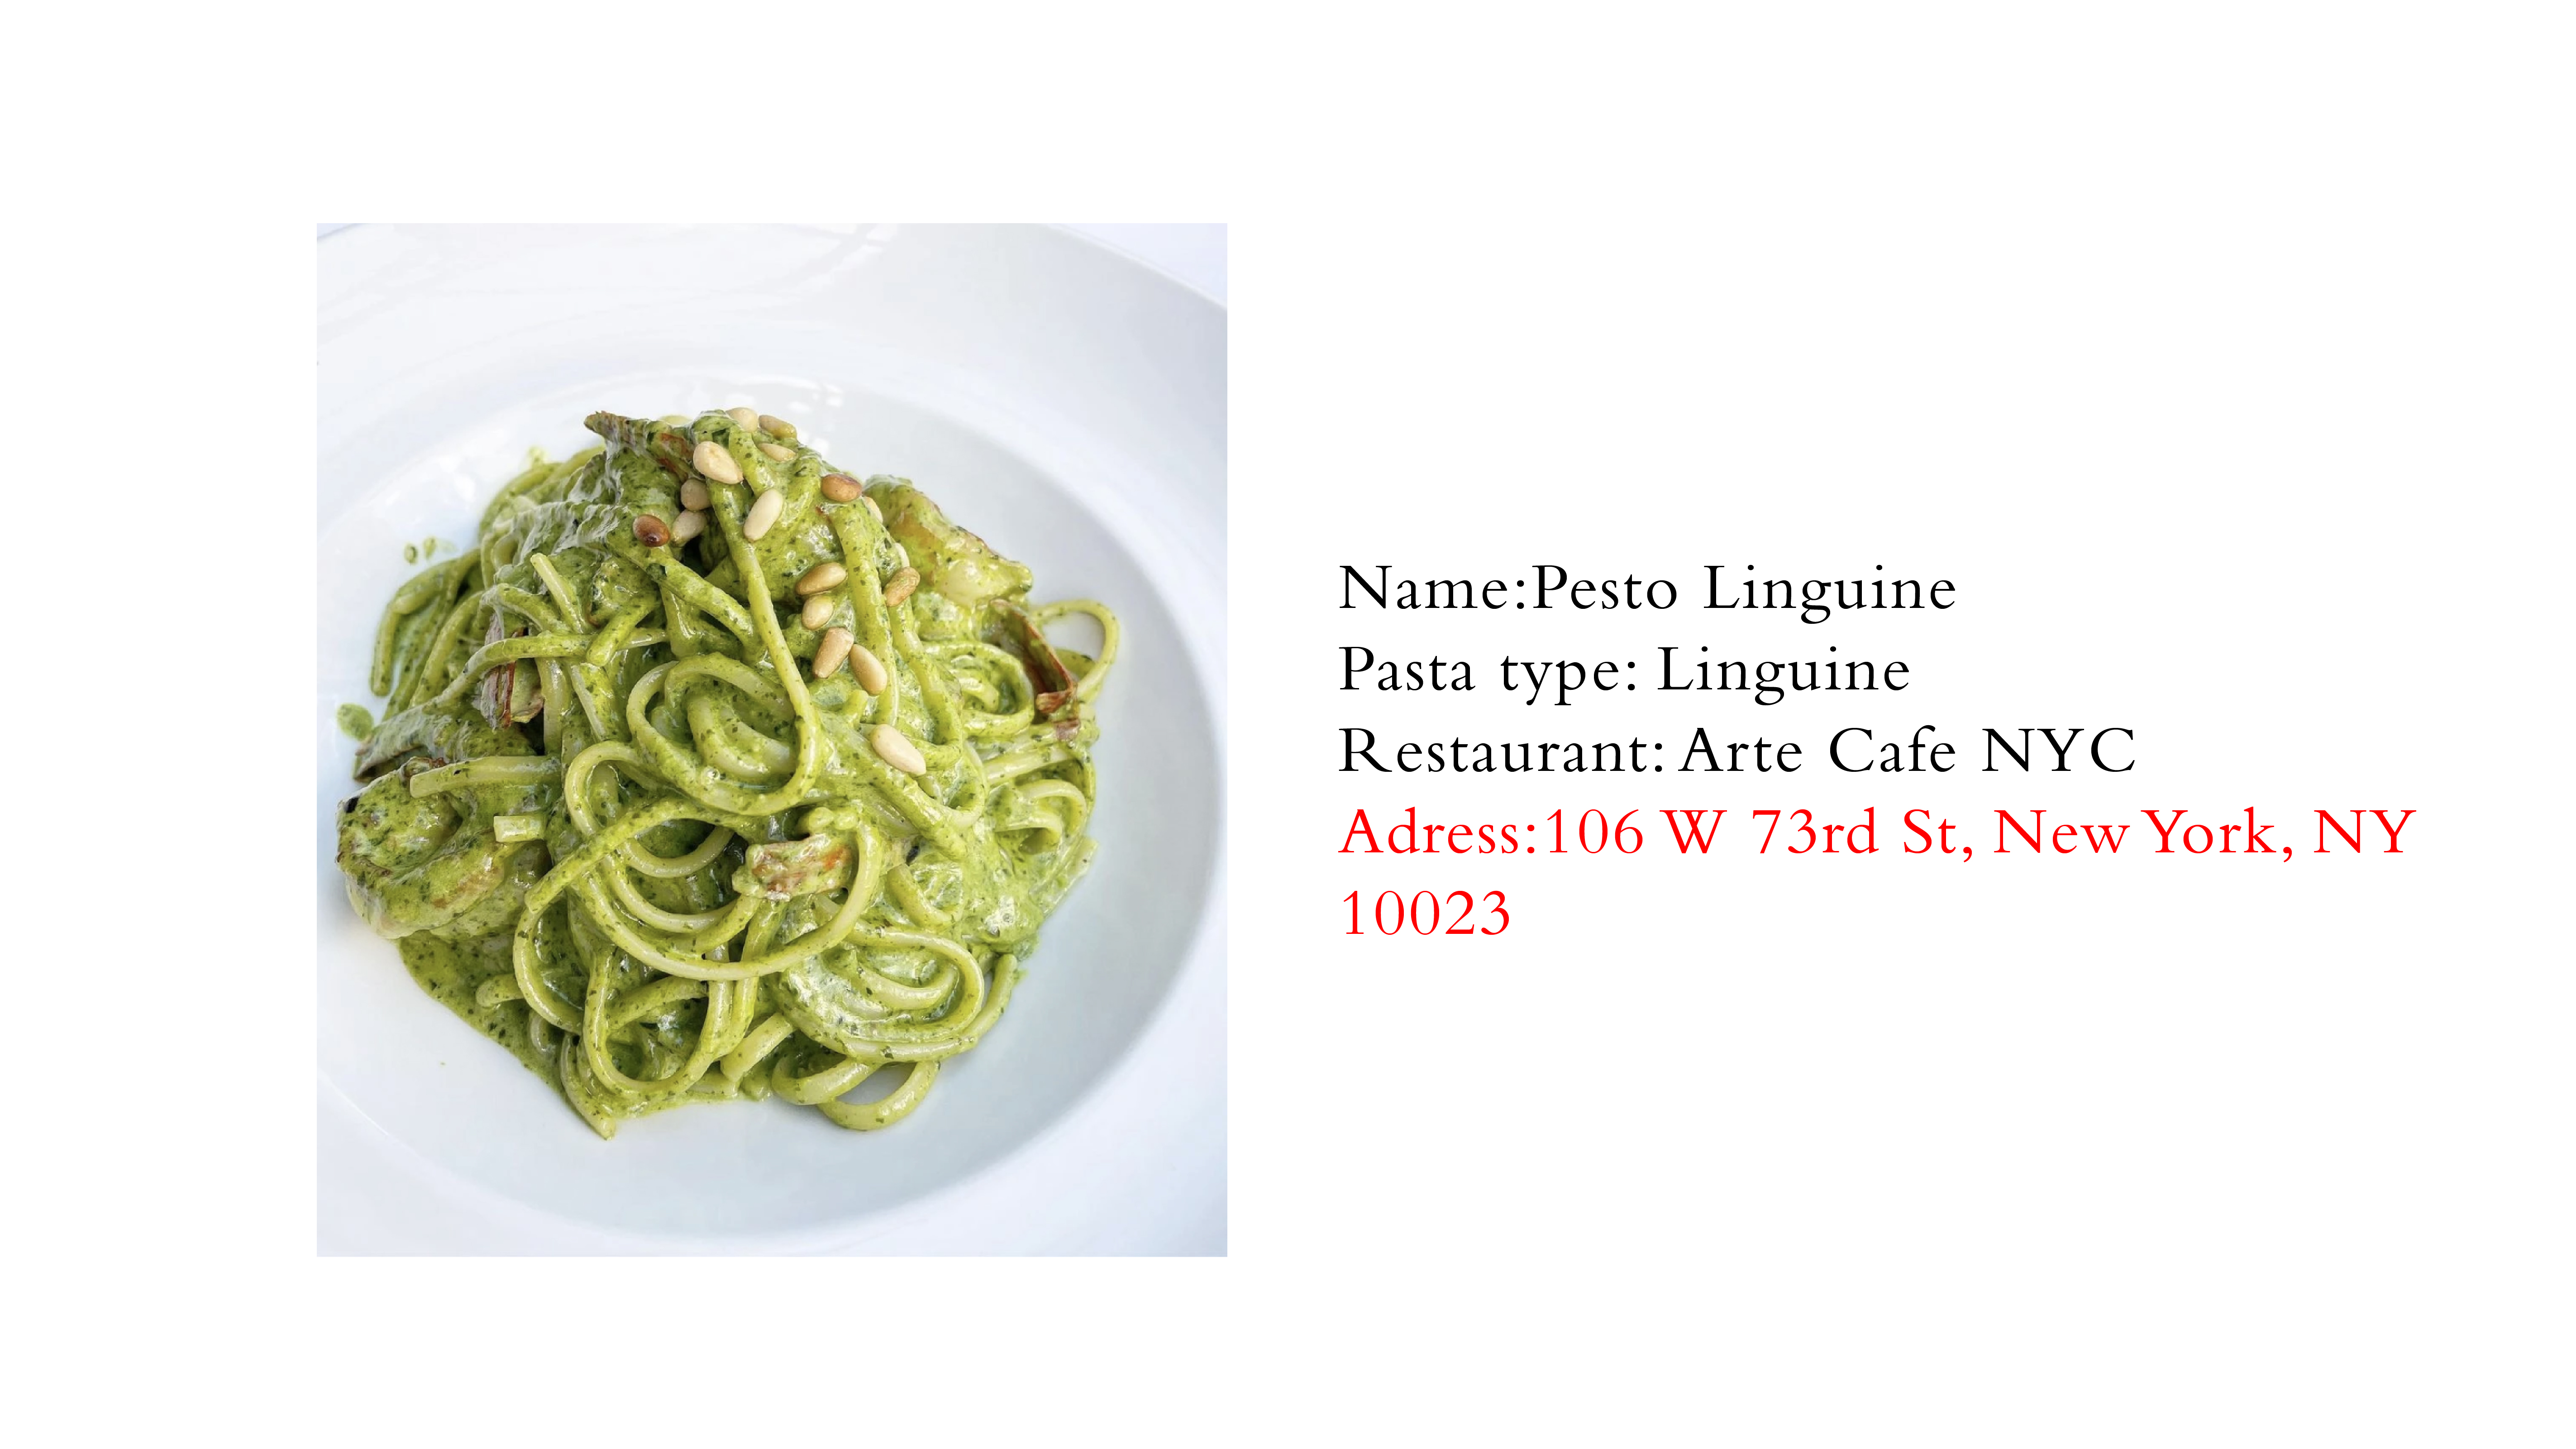 Name:Pesto Linguine
Pasta type: Linguine
Restaurant: Arte Cafe NYC
Adress:106 W 73rd St, New York, NY
10023